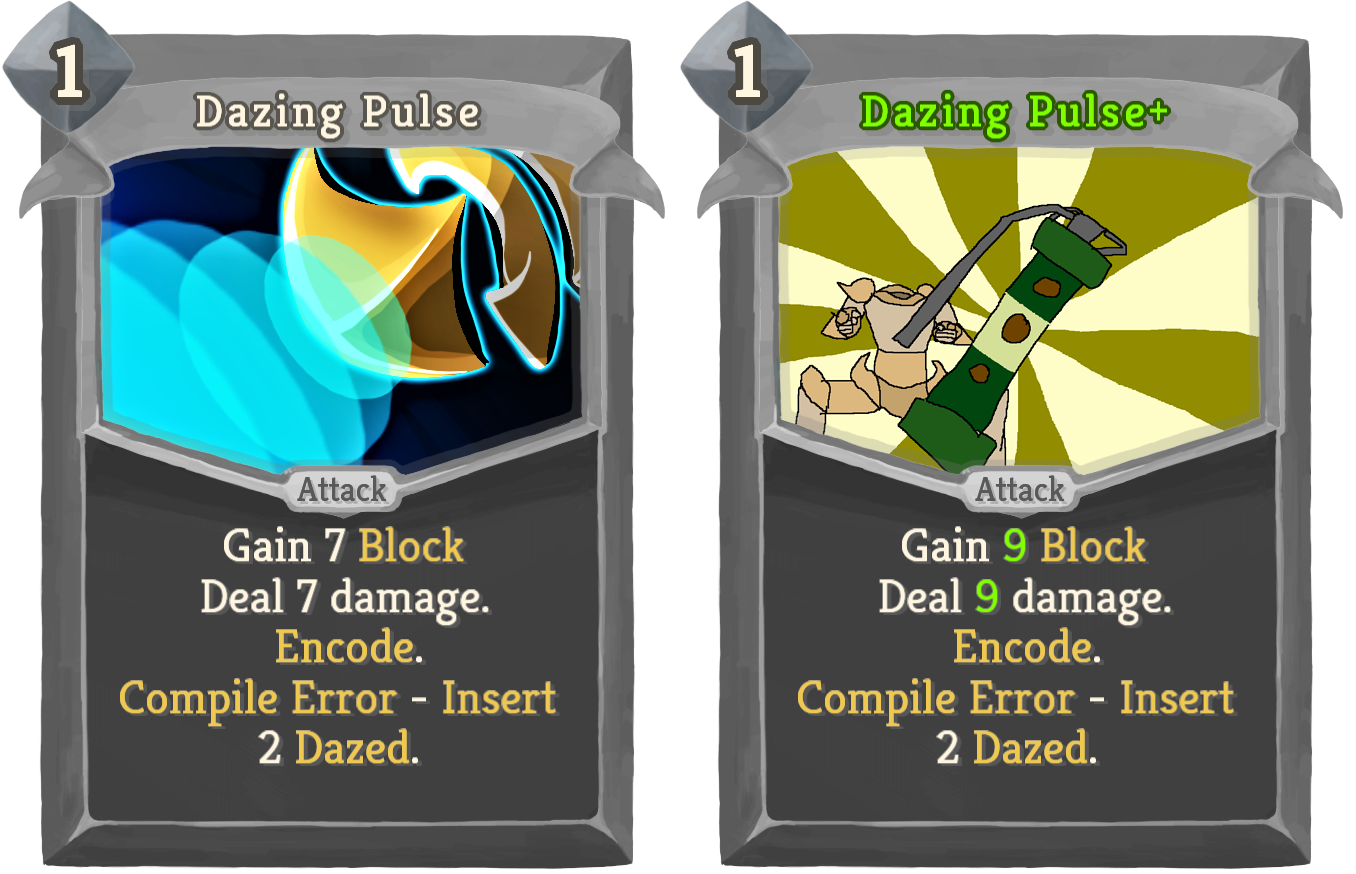 1
Dazing Pulse
Attack
Gain 7 Block
Deal 7 damage.
Encode.
Compile Error - Insert
2 Dazed.
1
Dazing Pulse+
Attack
Gain 9 Block
Deal 9 damage.
Encode.
Compile Error - Insert
2 Dazed.